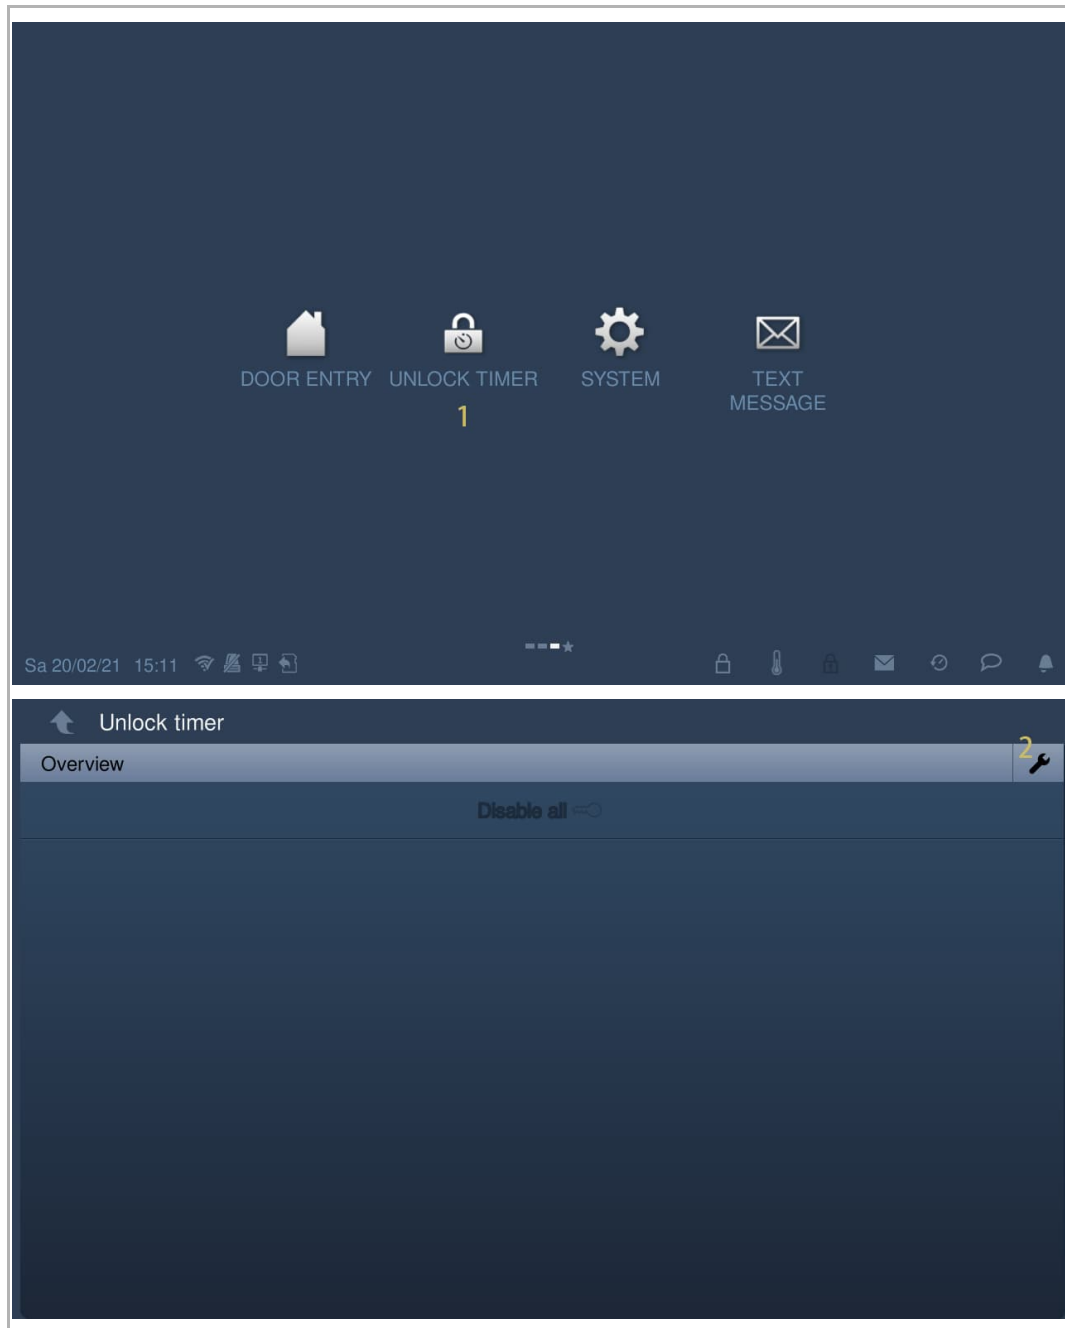 DOOR ENTRY UNLOCK TIMER SYSTEM TEXT MESSAGE
1
Sa 20/02/21 15:11
Unlock timer
2
Overview
Disable all